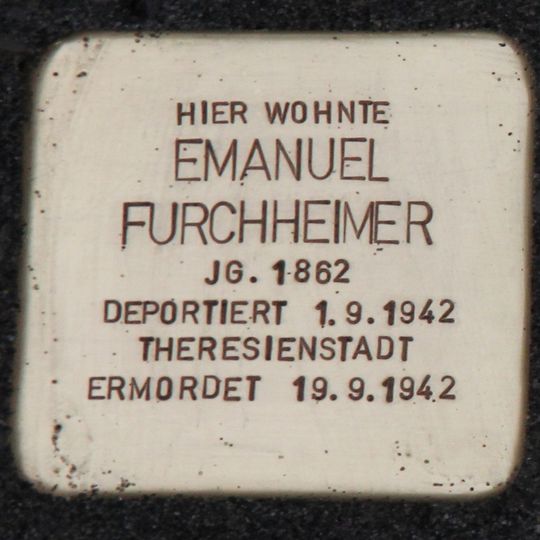 HIER WOHNTE
EMANUEL
FURCHHEIMER
JG. 1862
DEPORTIERT 1.9.1942
THERESIENSTADT
ERMORDET 19.9.1942